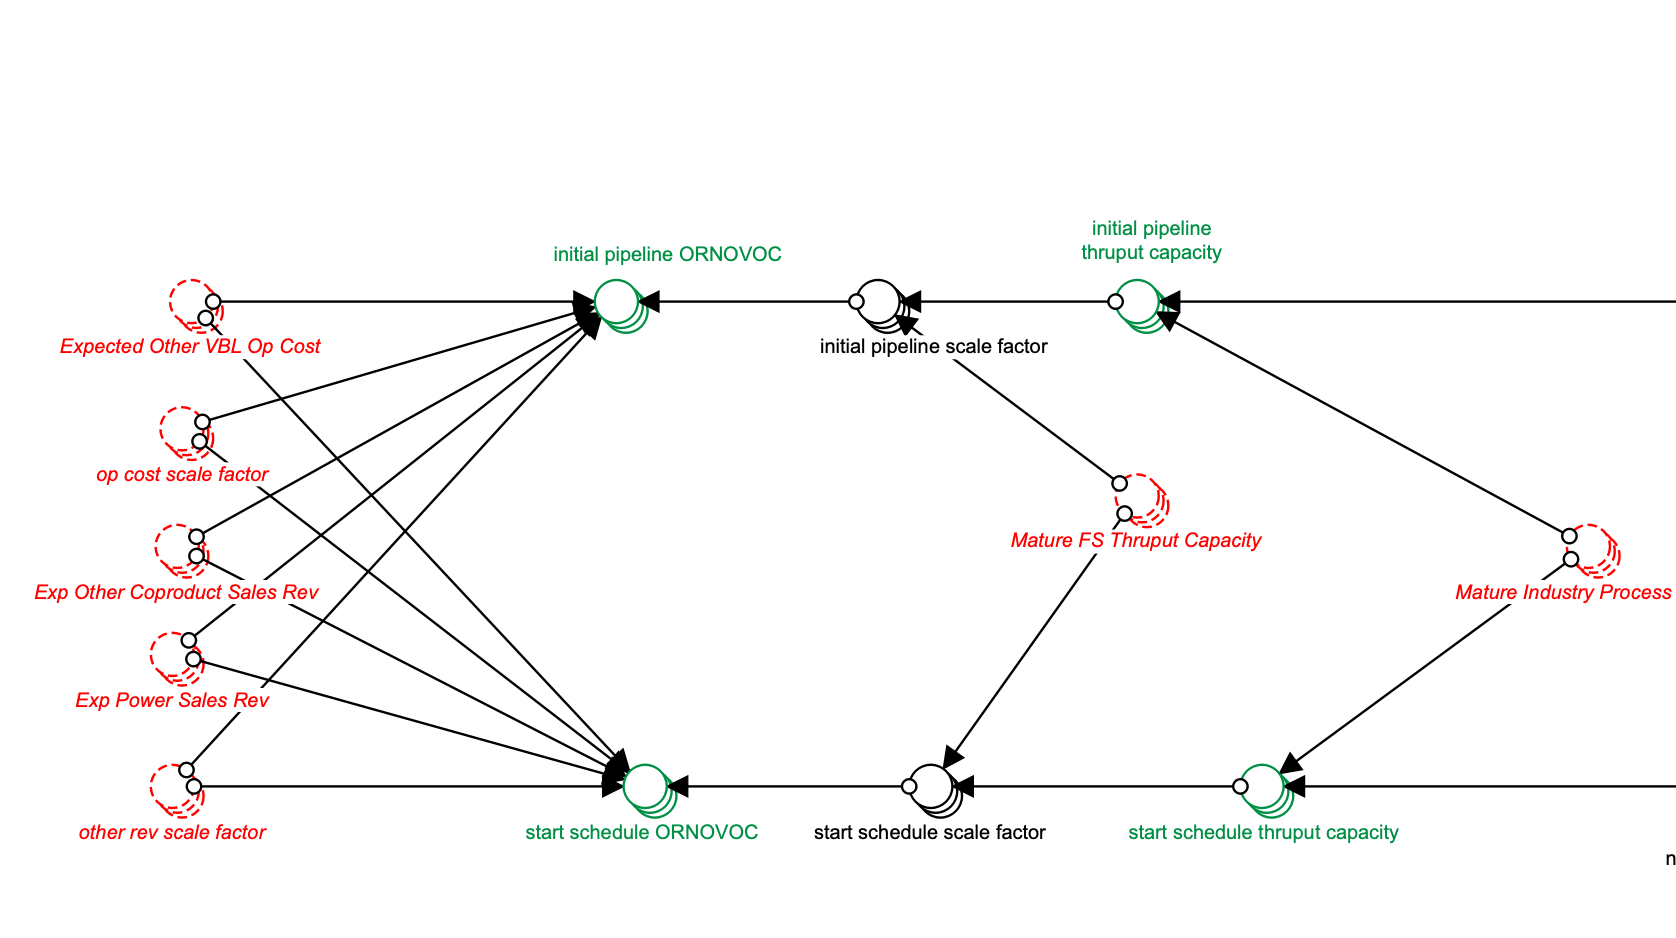 initial pipeline
thruput capacity
initial pipeline ORNOVOC
Expected Other VBL Op Cost
initial pipeline scale factor
op cost scale factor
Mature FS Thruput Capacity
Exp Other Coproduct Sales Rev
Mature Industry Process
Exp Power Sales Rev
other rev scale factor
start schedule ORNOVOC
start schedule scale factor
start schedule thruput capacity
n